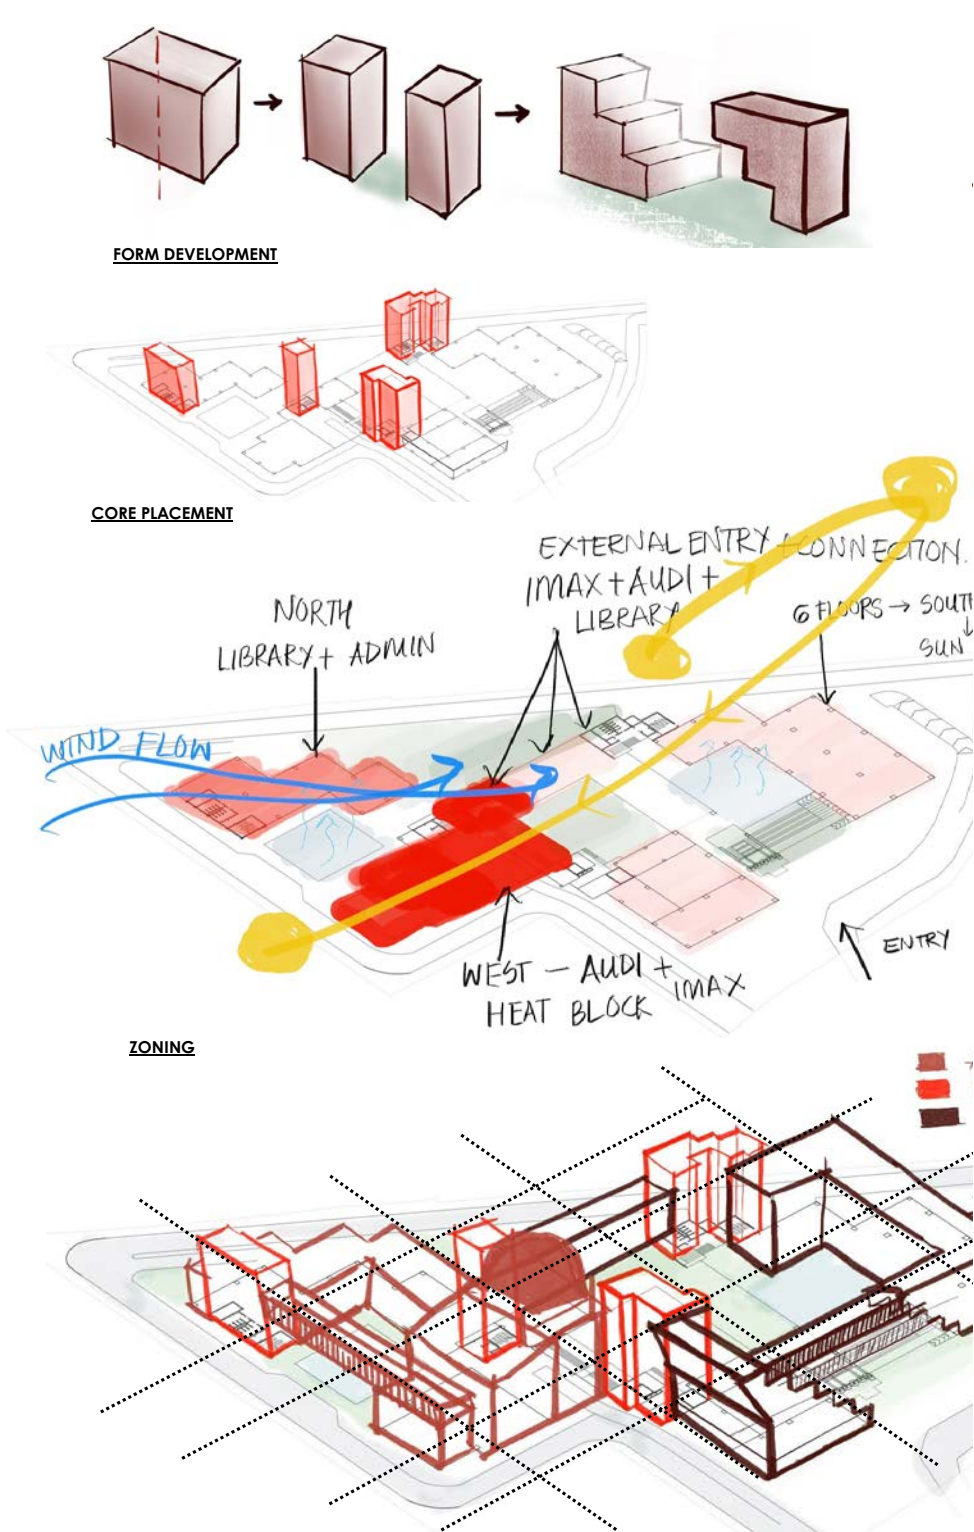 FORM DEVELOPMENT
CORE PLACEMENT
EXTERNAL ENTRY + CONNECTION.
IMAX + AUDI +
LIBRARY
NORTH
LIBRARY + ADMIN
6 FLOORS → SOUTH
↓
SUN
WIND FLOW
ENTRY
WEST — AUDI + IMAX
HEAT BLOCK
ZONING